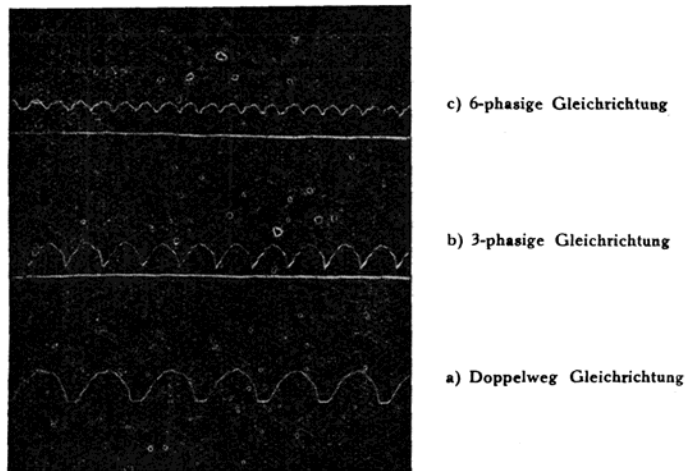 c) 6-phasige Gleichrichtung
b) 3-phasige Gleichrichtung
a) Doppelweg Gleichrichtung